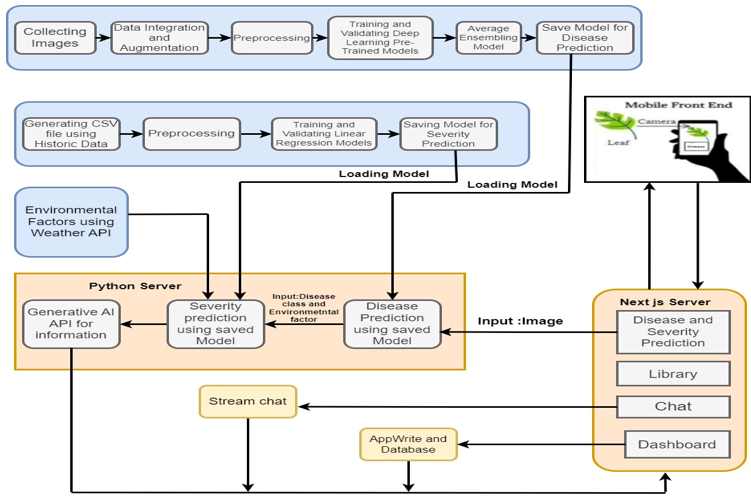 Collecting
Images
Data Integration
and
Augmentation
Preprocessing
Training and
Validating Deep
Learning Pre-
Trained Models
Average
Ensembling
Model
Save Model for
Disease
Prediction
Generating CSV
file using
Historic Data
Preprocessing
Training and
Validating Linear
Regression Models
Saving Model for
Severity
Prediction
Mobile Front End
Camera
Leaf
Disease
Loading Model
Loading Model
Environmental
Factors using
Weather API
Python Server
Generative AI
API for
information
Severity
prediction
using saved
Model
Input:Disease
class and
Environmetntal
factor
Disease
Prediction
using saved
Model
Input :Image
Next js Server
Disease and
Severity
Prediction
Library
Chat
Dashboard
Stream chat
AppWrite and
Database